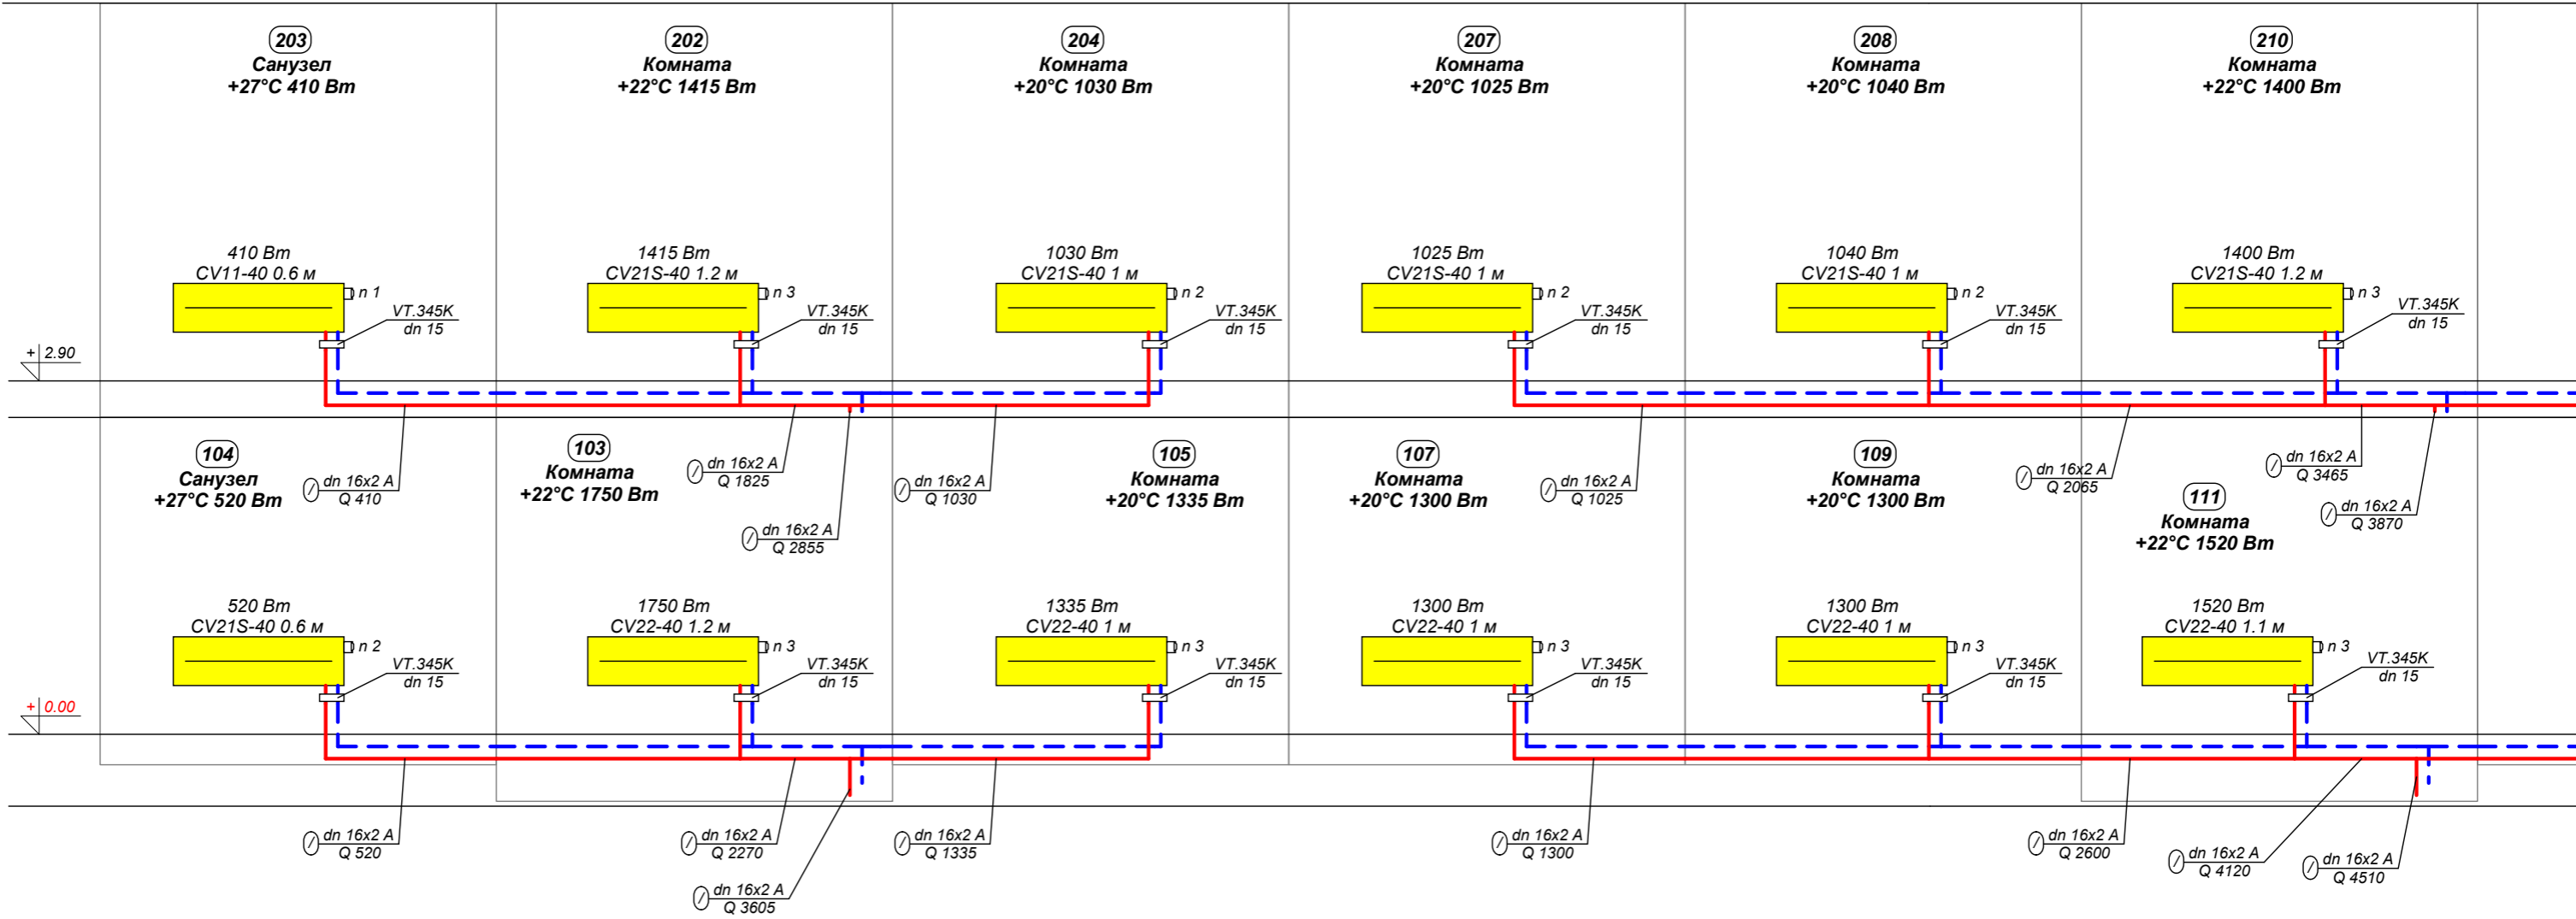 203
Санузел
+27°C 410 Вт
202
Комната
+22°C 1415 Вт
204
Комната
+20°C 1030 Вт
207
Комната
+20°C 1025 Вт
208
Комната
+20°C 1040 Вт
210
Комната
+22°C 1400 Вт
410 Вт
CV11-40 0.6 м
n 1
VT.345K
dn 15
1415 Вт
CV21S-40 1.2 м
n 3
VT.345K
dn 15
1030 Вт
CV21S-40 1 м
n 2
VT.345K
dn 15
1025 Вт
CV21S-40 1 м
n 2
VT.345K
dn 15
1040 Вт
CV21S-40 1 м
n 2
VT.345K
dn 15
1400 Вт
CV21S-40 1.2 м
n 3
VT.345K
dn 15
+ 2.90
104
Санузел
+27°C 520 Вт
dn 16x2 A
Q 410
103
Комната
+22°C 1750 Вт
dn 16x2 A
Q 1825
dn 16x2 A
Q 2855
dn 16x2 A
Q 1030
105
Комната
+20°C 1335 Вт
107
Комната
+20°C 1300 Вт
dn 16x2 A
Q 1025
109
Комната
+20°C 1300 Вт
dn 16x2 A
Q 2065
111
Комната
+22°C 1520 Вт
dn 16x2 A
Q 3465
dn 16x2 A
Q 3870
520 Вт
CV21S-40 0.6 м
n 2
VT.345K
dn 15
1750 Вт
CV22-40 1.2 м
n 3
VT.345K
dn 15
1335 Вт
CV22-40 1 м
n 3
VT.345K
dn 15
1300 Вт
CV22-40 1 м
n 3
VT.345K
dn 15
1300 Вт
CV22-40 1 м
n 3
VT.345K
dn 15
1520 Вт
CV22-40 1.1 м
n 3
VT.345K
dn 15
+ 0.00
dn 16x2 A
Q 520
dn 16x2 A
Q 2270
dn 16x2 A
Q 3605
dn 16x2 A
Q 1335
dn 16x2 A
Q 1300
dn 16x2 A
Q 2600
dn 16x2 A
Q 4120
dn 16x2 A
Q 4510